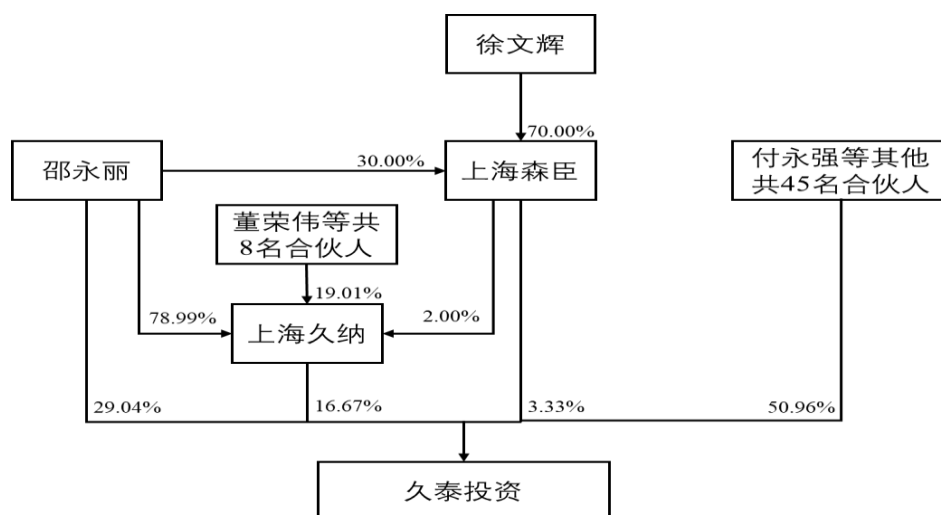 徐文辉
70.00%
邵永丽
30.00%
上海森臣
付永强等其他
共45名合伙人
董荣伟等共
8名合伙人
19.01%
78.99%
上海久纳
2.00%
29.04%
16.67%
3.33%
50.96%
久泰投资